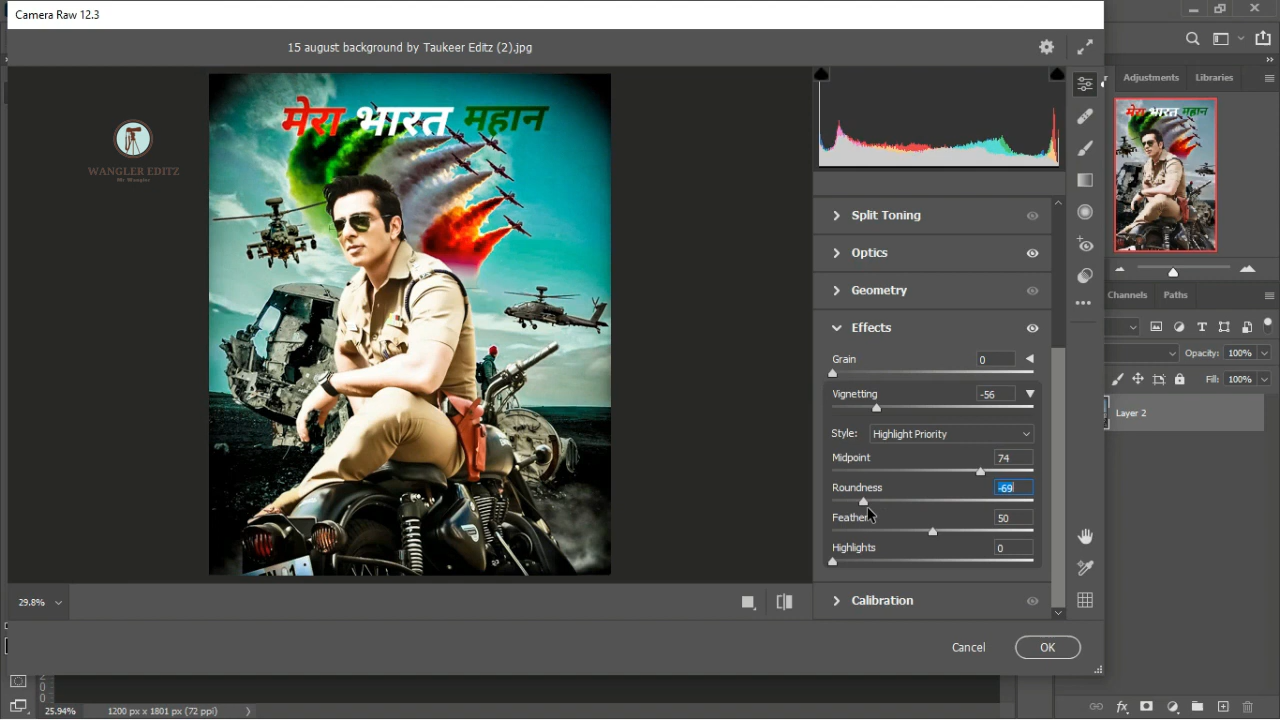 Camera Raw 12.3
15 august background by Taukeer Editz (2).jpg
Adjustments
Libraries
मेरा भारत महान
WANGLER EDITZ
Mr Wangler
Split Toning
Optics
Geometry
Effects
Grain 0
Vignetting -56
Style: Highlight Priority
Midpoint 74
Roundness -69
Feather 50
Highlights 0
Calibration
29.8%
Cancel OK
Channels Paths
Opacity: 100%
Fill: 100%
Layer 2
25.94% 1200 px x 1801 px (72 ppi)